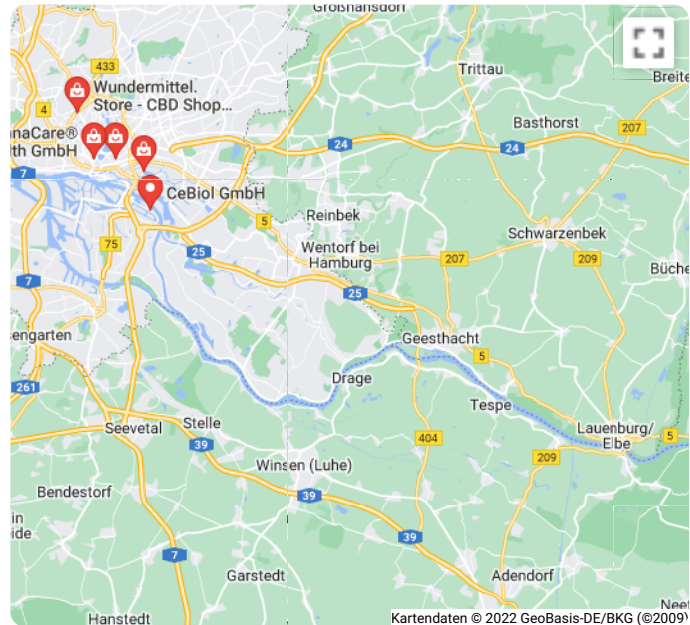 Großhansdorf
433
Trittau
Wundermittel.
Store - CBD Shop...
Breite
4
Basthorst
207
naCare®
lth GmbH
24
24
7
CeBiol GmbH
5
Reinbek
Schwarzenbek
75
25
Wentorf bei
Hamburg
207
209
Büche
7
25
sengarten
Geesthacht
5
261
Drage
Tespe
Seevetal
Stelle
39
404
Lauenburg/
Elbe
5
209
Winsen (Luhe)
Bendestorf
39
in
ide
39
7
Garstedt
Adendorf
Neet
Hanstedt
Kartendaten © 2022 GeoBasis-DE/BKG (©2009)